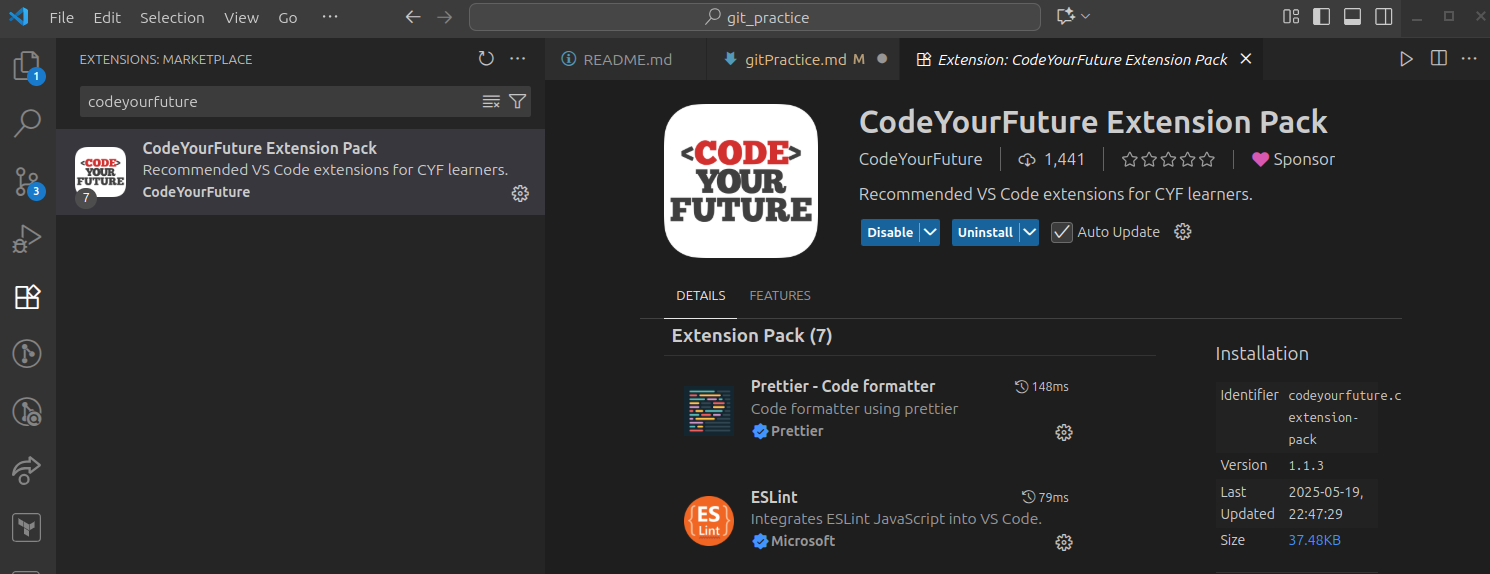 File Edit Selection View Go ···
git_practice
EXTENSIONS: MARKETPLACE
codeyourfuture
1
3
<CODE>
YOUR
FUTURE
7
CodeYourFuture Extension Pack
Recommended VS Code extensions for CYF learners.
CodeYourFuture
README.md
gitPractice.md M
Extension: CodeYourFuture Extension Pack
<CODE>
YOUR
FUTURE
CodeYourFuture Extension Pack
CodeYourFuture 1,441 Sponsor
Recommended VS Code extensions for CYF learners.
Disable Uninstall Auto Update
DETAILS FEATURES
Extension Pack (7)
Prettier - Code formatter 148ms
Code formatter using prettier
Prettier
{ES}
Lint
ESLint 79ms
Integrates ESLint JavaScript into VS Code.
Microsoft
Installation
Identifier codeyourfuture.c
extension-
pack
Version 1.1.3
Last 2025-05-19,
Updated 22:47:29
Size 37.48KB